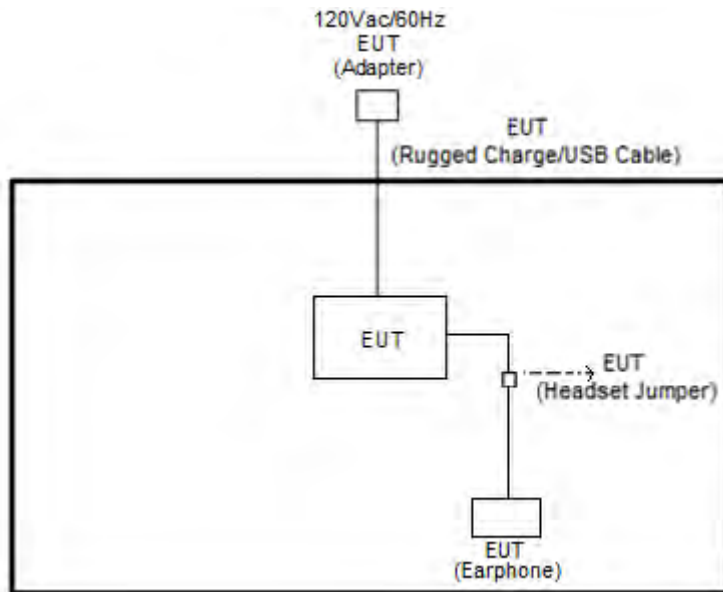 120Vac/60Hz
EUT
(Adapter)
EUT
(Rugged Charge/USB Cable)
EUT
EUT
(Headset Jumper)
EUT
(Earphone)